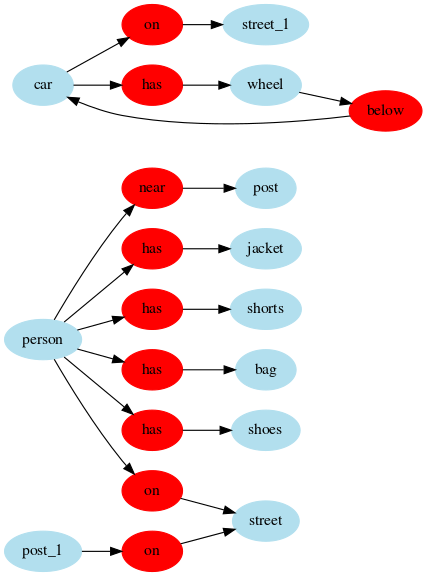 on street_1
car has wheel
below
near post
has jacket
has shorts
person
has bag
has shoes
on
street
post_1 on